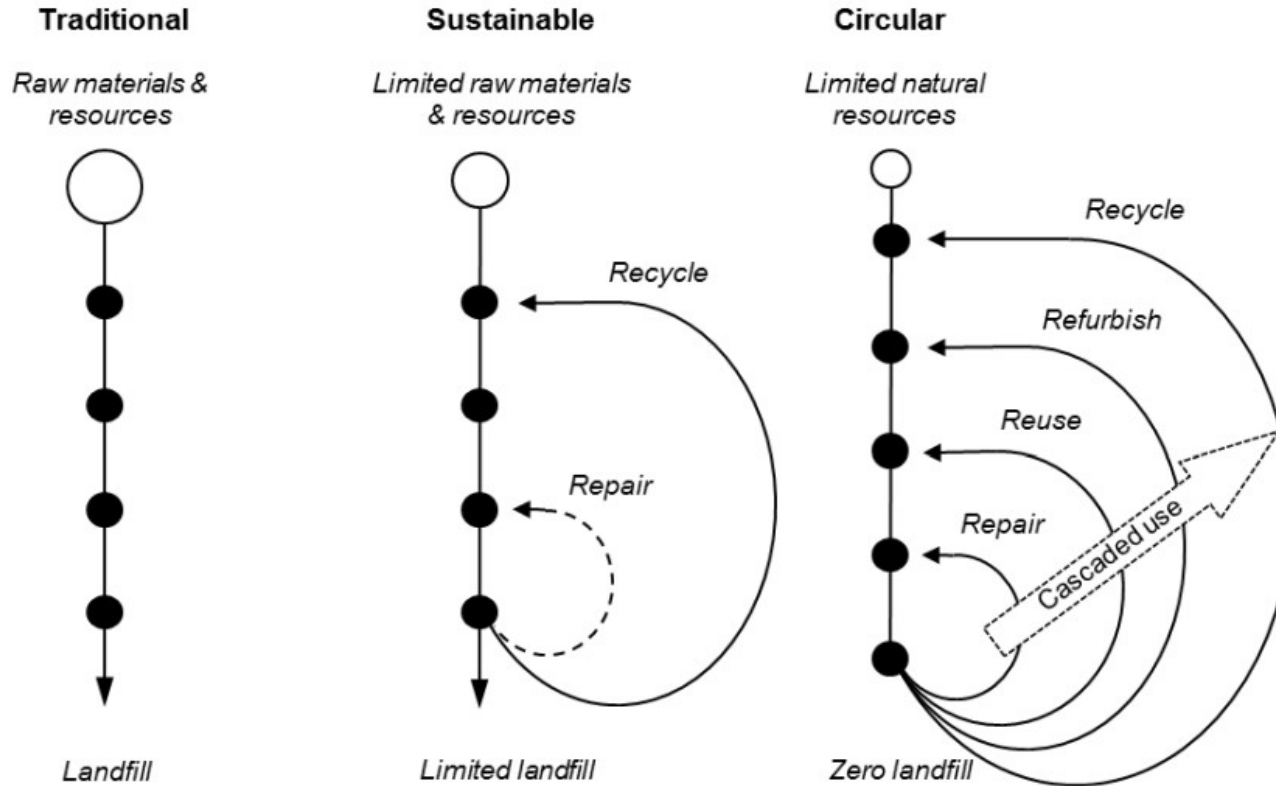 Traditional
Raw materials &
resources
Landfill
Sustainable
Limited raw materials
& resources
Recycle
Repair
Limited landfill
Circular
Limited natural
resources
Recycle
Refurbish
Reuse
Repair
Cascaded use
Zero landfill